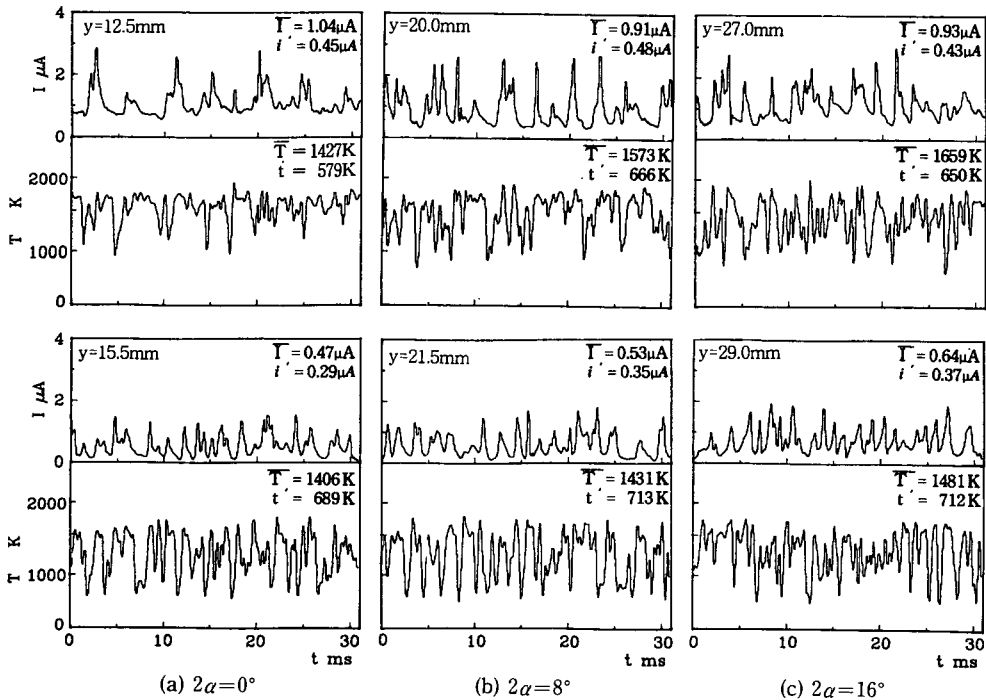 y=12.5mm
I̅ = 1.04μA
i′ = 0.45μA
y=20.0mm
I̅ = 0.91μA
i′ = 0.48μA
y=27.0mm
I̅ = 0.93μA
i′ = 0.43μA
4
2
0
I μA
T̅ = 1427K
t′ = 579K
T̅ = 1573K
t′ = 666K
T̅ = 1659K
t′ = 650K
2000
1000
0
T K
y=15.5mm
I̅ = 0.47μA
i′ = 0.29μA
y=21.5mm
I̅ = 0.53μA
i′ = 0.35μA
y=29.0mm
I̅ = 0.64μA
i′ = 0.37μA
4
2
0
I μA
T̅ = 1406K
t′ = 689K
T̅ = 1431K
t′ = 713K
T̅ = 1481K
t′ = 712K
2000
1000
0
T K
0 10 20 30
t ms
0 10 20 30
t ms
0 10 20 30
t ms
(a) 2α=0°
(b) 2α=8°
(c) 2α=16°